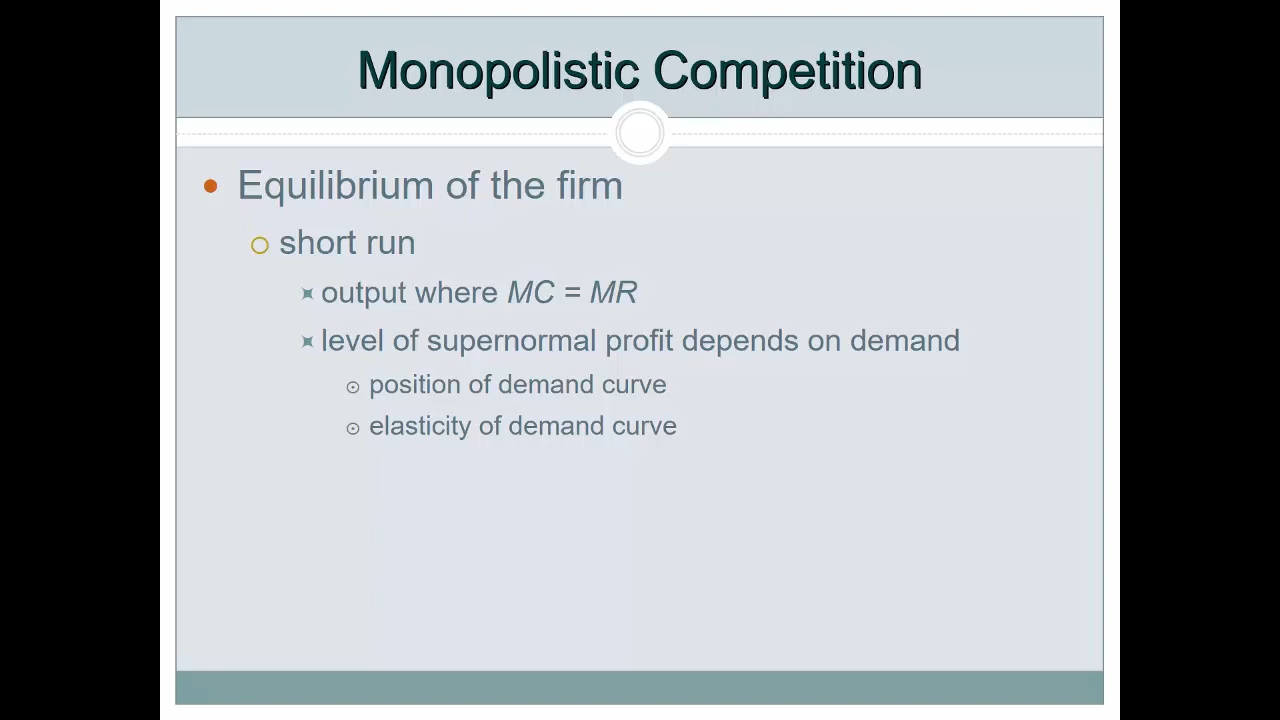 Monopolistic Competition
Equilibrium of the firm
short run
output where MC = MR
level of supernormal profit depends on demand
position of demand curve
elasticity of demand curve